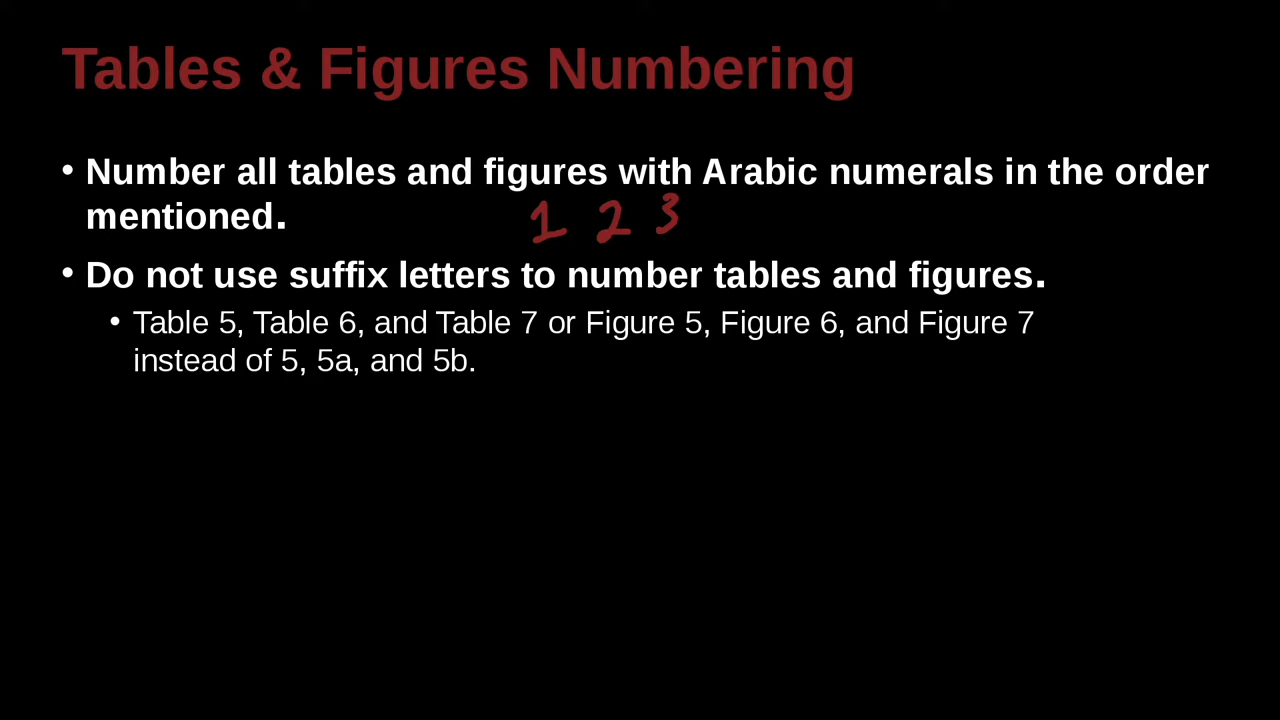 Tables & Figures Numbering
• Number all tables and figures with Arabic numerals in the order
mentioned.
1 2 3
• Do not use suffix letters to number tables and figures.
• Table 5, Table 6, and Table 7 or Figure 5, Figure 6, and Figure 7
instead of 5, 5a, and 5b.